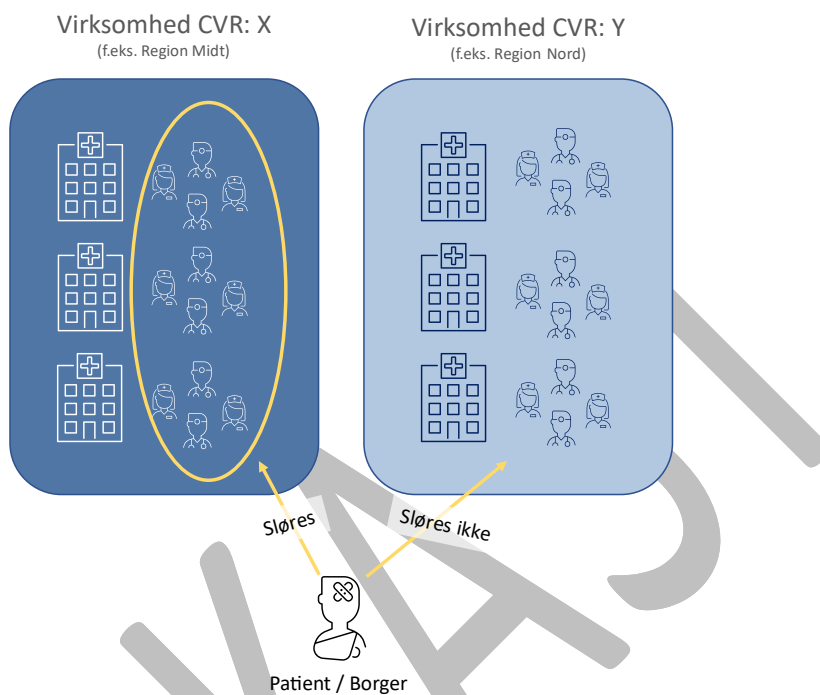 Virksomhed CVR: X
(f.eks. Region Midt)
Virksomhed CVR: Y
(f.eks. Region Nord)
Sløres
Sløres ikke
Patient / Borger